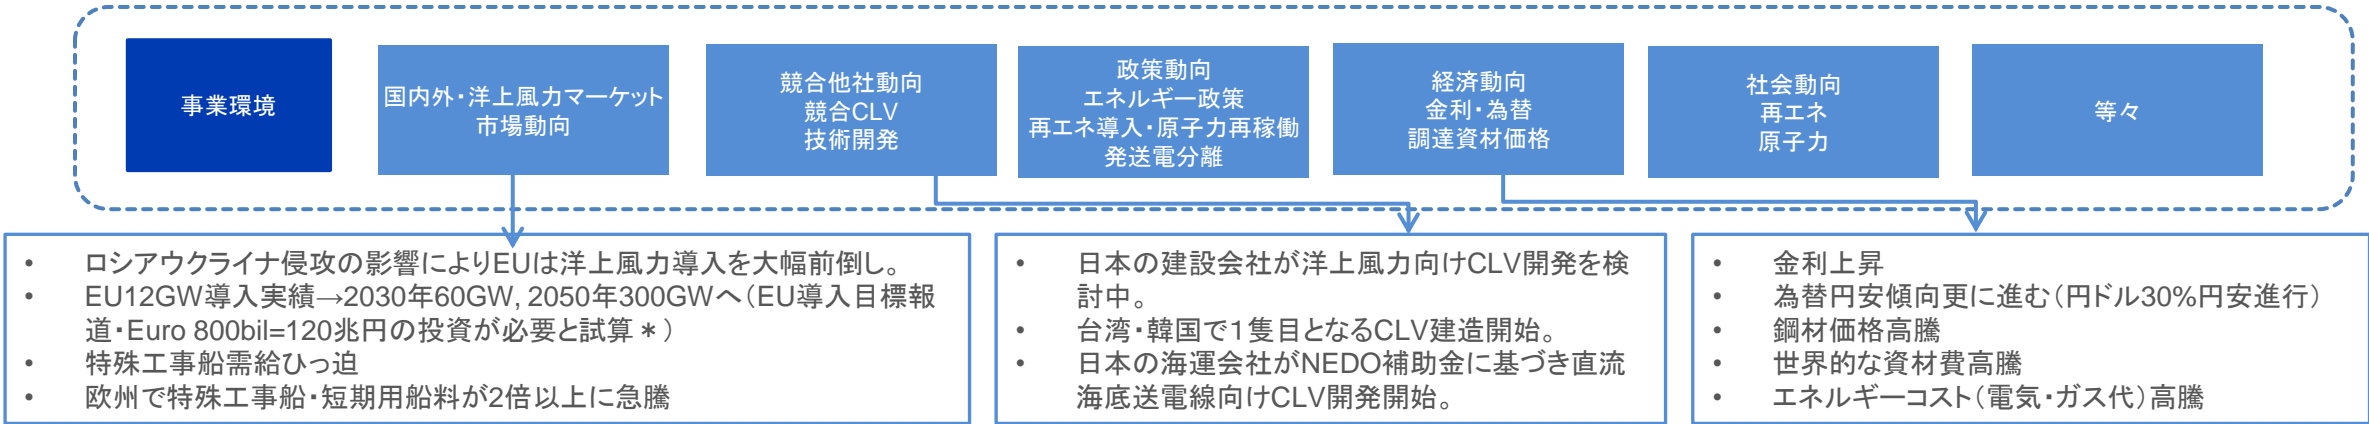 事業環境
国内外・洋上風力マーケット
市場動向
競合他社動向
競合CLV
技術開発
政策動向
エネルギー政策
再エネ導入・原子力再稼働
発送電分離
経済動向
金利・為替
調達資材価格
社会動向
再エネ
原子力
等々
• ロシアウクライナ侵攻の影響によりEUは洋上風力導入を大幅前倒し。
• EU12GW導入実績→2030年60GW, 2050年300GWへ（EU導入目標報
道・Euro 800bil=120兆円の投資が必要と試算＊）
• 特殊工事船需給ひっ迫
• 欧州で特殊工事船・短期用船料が2倍以上に急騰
• 日本の建設会社が洋上風力向けCLV開発を検
討中。
• 台湾・韓国で１隻目となるCLV建造開始。
• 日本の海運会社がNEDO補助金に基づき直流
海底送電線向けCLV開発開始。
• 金利上昇
• 為替円安傾向更に進む（円ドル30%円安進行）
• 鋼材価格高騰
• 世界的な資材費高騰
• エネルギーコスト（電気・ガス代）高騰